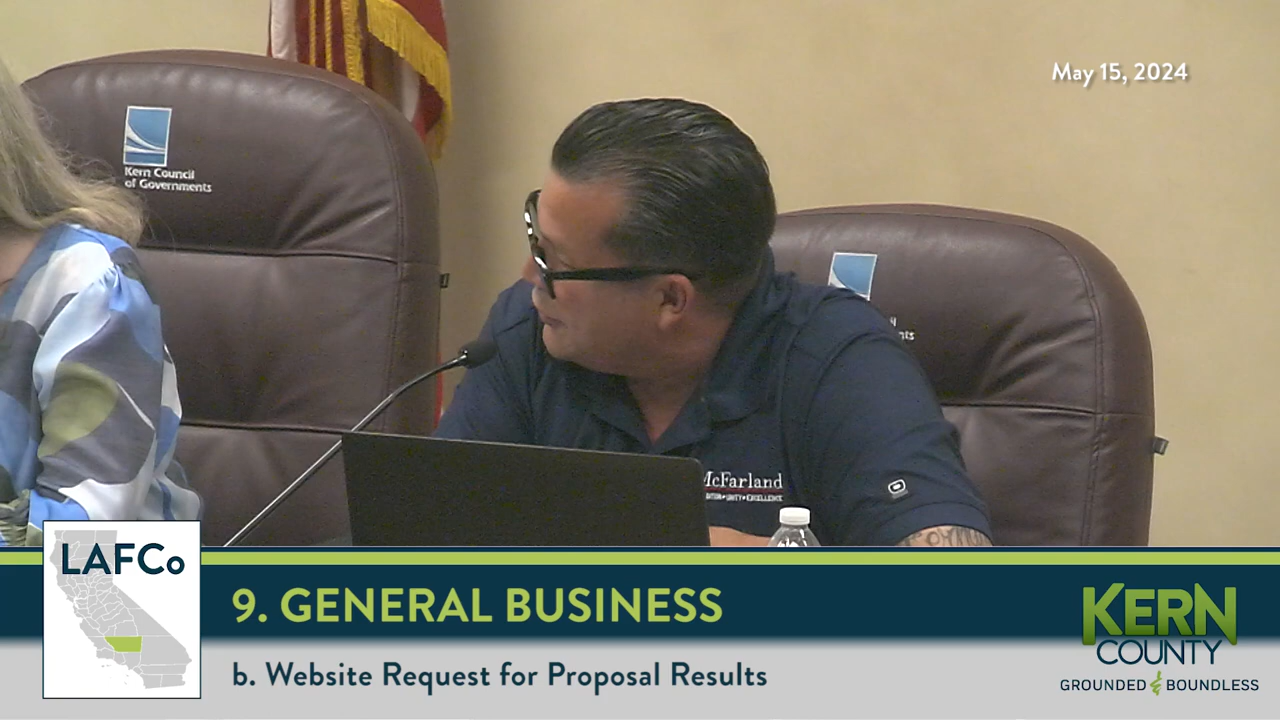 May 15, 2024
Kern Council
of Governments
McFarland
LAFCo
9. GENERAL BUSINESS
b. Website Request for Proposal Results
KERN
COUNTY
GROUNDED & BOUNDLESS